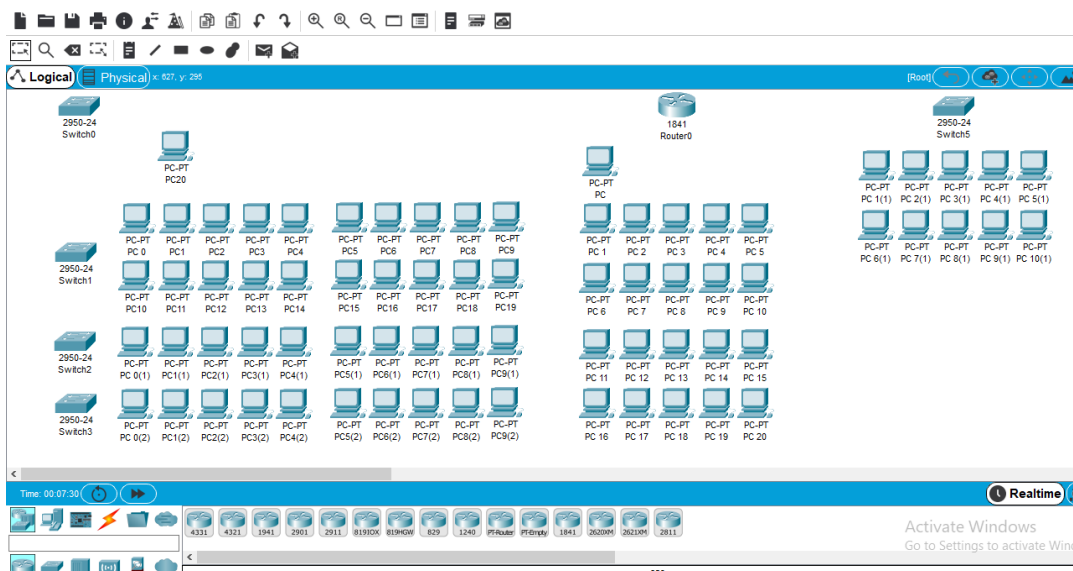 Logical Physical x: 627, y: 295 [Root]
2950-24
Switch0
1841
Router0
2950-24
Switch5
PC-PT
PC20
PC-PT
PC
PC-PT PC-PT PC-PT PC-PT PC-PT
PC 1(1) PC 2(1) PC 3(1) PC 4(1) PC 5(1)
PC-PT PC-PT PC-PT PC-PT PC-PT
PC 6(1) PC 7(1) PC 8(1) PC 9(1) PC 10(1)
PC-PT PC-PT PC-PT PC-PT PC-PT PC-PT PC-PT PC-PT PC-PT PC-PT
PC 0 PC1 PC2 PC3 PC4 PC5 PC6 PC7 PC8 PC9
PC-PT PC-PT PC-PT PC-PT PC-PT
PC 1 PC 2 PC 3 PC 4 PC 5
2950-24
Switch1
PC-PT PC-PT PC-PT PC-PT PC-PT PC-PT PC-PT PC-PT PC-PT PC-PT
PC10 PC11 PC12 PC13 PC14 PC15 PC16 PC17 PC18 PC19
PC-PT PC-PT PC-PT PC-PT PC-PT
PC 6 PC 7 PC 8 PC 9 PC 10
2950-24
Switch2
PC-PT PC-PT PC-PT PC-PT PC-PT PC-PT PC-PT PC-PT PC-PT PC-PT
PC 0(1) PC1(1) PC2(1) PC3(1) PC4(1) PC5(1) PC6(1) PC7(1) PC8(1) PC9(1)
PC-PT PC-PT PC-PT PC-PT PC-PT
PC 11 PC 12 PC 13 PC 14 PC 15
2950-24
Switch3
PC-PT PC-PT PC-PT PC-PT PC-PT PC-PT PC-PT PC-PT PC-PT PC-PT
PC 0(2) PC1(2) PC2(2) PC3(2) PC4(2) PC5(2) PC6(2) PC7(2) PC8(2) PC9(2)
PC-PT PC-PT PC-PT PC-PT PC-PT
PC 16 PC 17 PC 18 PC 19 PC 20
Time: 00:07:30 Realtime
4331 4321 1941 2901 2911 819IOX 819HGW 829 1240 PT-Router PT-Empty 1841 2620XM 2621XM 2811
Activate Windows
Go to Settings to activate Win